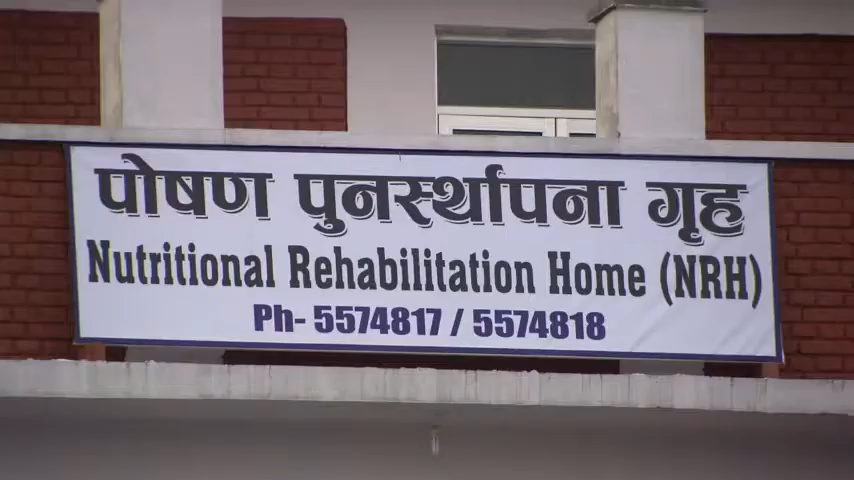 पोषण पुनर्स्थापना गृह
Nutritional Rehabilitation Home (NRH)
Ph- 5574817 / 5574818